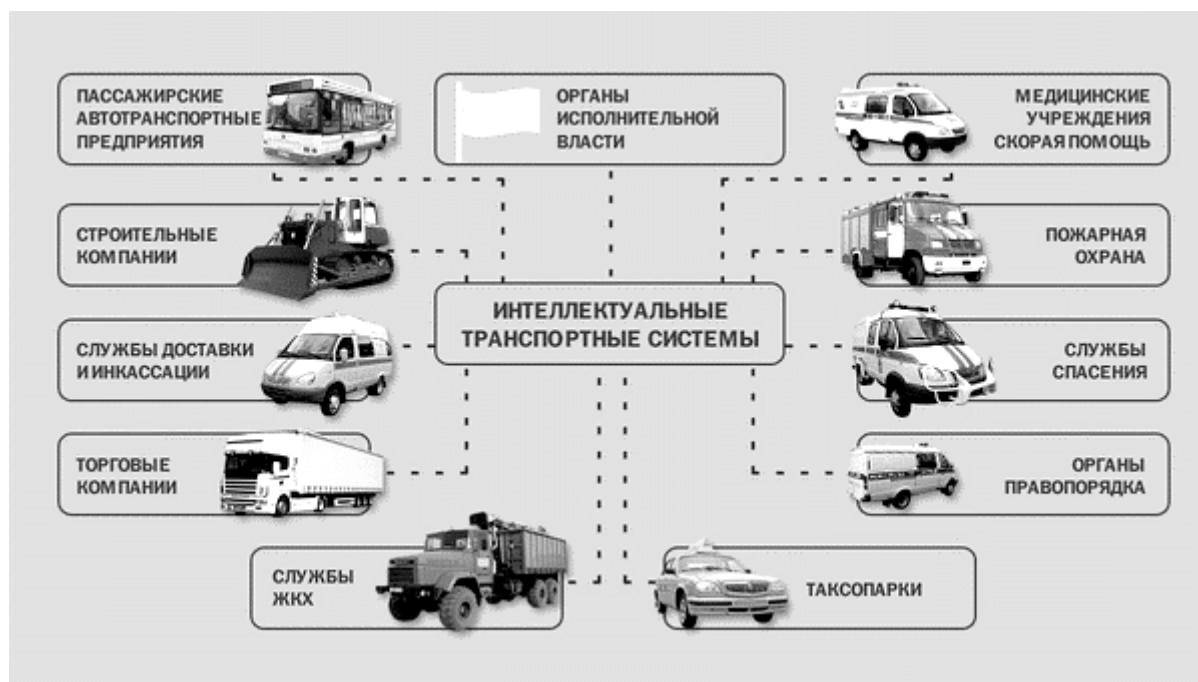 ПАССАЖИРСКИЕ
АВТОТРАНСПОРТНЫЕ
ПРЕДПРИЯТИЯ
ОРГАНЫ
ИСПОЛНИТЕЛЬНОЙ
ВЛАСТИ
МЕДИЦИНСКИЕ
УЧРЕЖДЕНИЯ
СКОРАЯ ПОМОЩЬ
СТРОИТЕЛЬНЫЕ
КОМПАНИИ
ПОЖАРНАЯ
ОХРАНА
ИНТЕЛЛЕКТУАЛЬНЫЕ
ТРАНСПОРТНЫЕ СИСТЕМЫ
СЛУЖБЫ ДОСТАВКИ
И ИНКАССАЦИИ
СЛУЖБЫ
СПАСЕНИЯ
ТОРГОВЫЕ
КОМПАНИИ
ОРГАНЫ
ПРАВОПОРЯДКА
СЛУЖБЫ
ЖКХ
ТАКСОПАРКИ